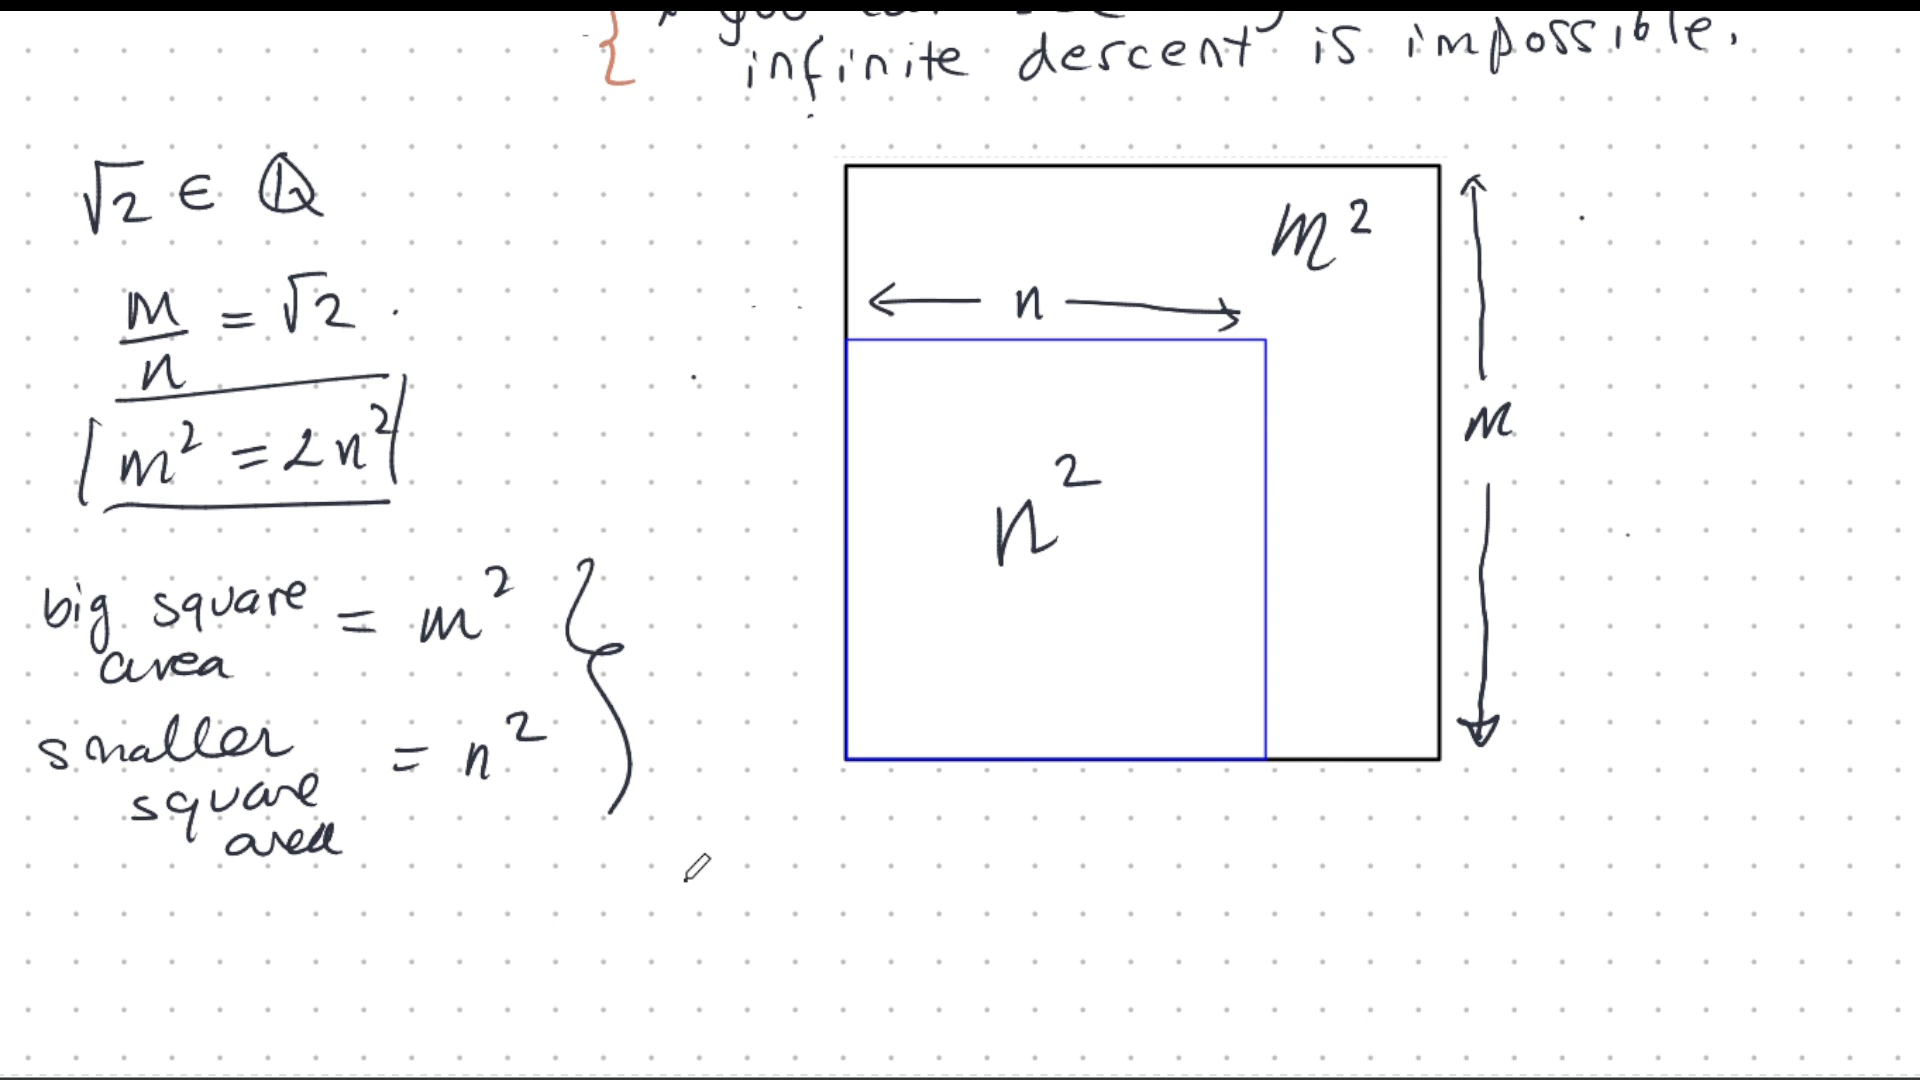 infinite descent is impossible.
√2 ∈ ℚ
m/n = √2.
m² = 2n²
big square area = m²
smaller square area = n²
m²
n
n²
m